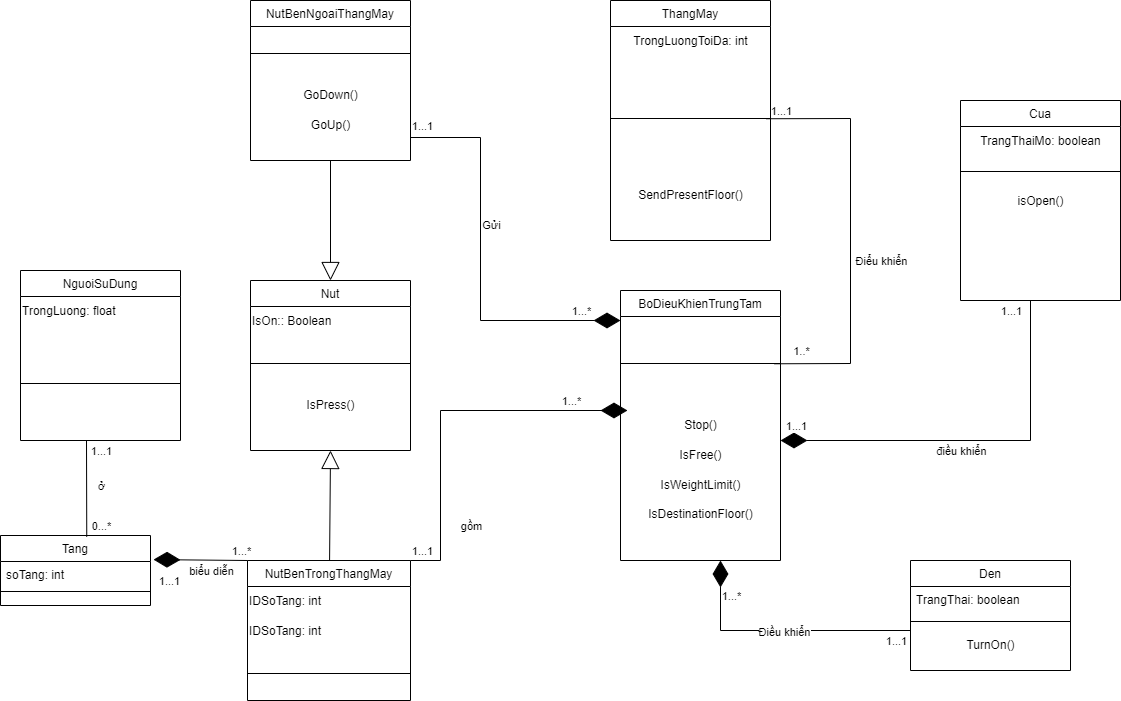 NutBenNgoaiThangMay
GoDown()
GoUp()
1...1
ThangMay
TrongLuongToiDa: int
SendPresentFloor()
1...1
Cua
TrangThaiMo: boolean
isOpen()
1...1
Gửi
Điều khiển
NguoiSuDung
TrongLuong: float
1...1
ở
0...*
Nut
IsOn:: Boolean
IsPress()
1...*
BoDieuKhienTrungTam
1..*
Stop()
IsFree()
IsWeightLimit()
IsDestinationFloor()
1...*
1...1
điều khiển
gồm
Tang
soTang: int
1...1
biểu diễn
1...*
1...1
NutBenTrongThangMay
IDSoTang: int
IDSoTang: int
1...*
Điều khiển
1...1
Den
TrangThai: boolean
TurnOn()